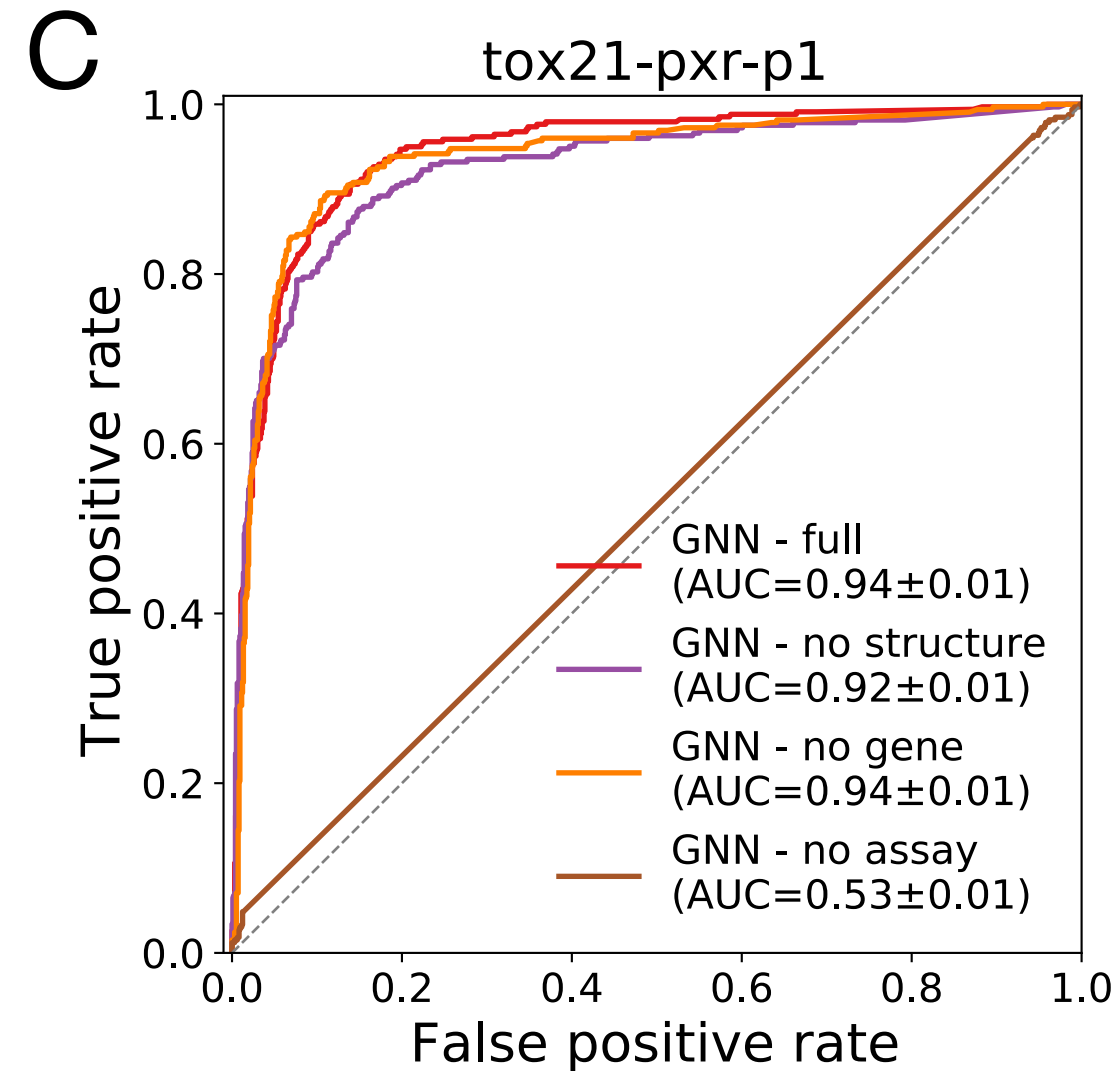 C
tox21-pxr-p1
True positive rate
1.0
0.8
0.6
0.4
0.2
0.0
GNN - full
(AUC=0.94±0.01)
GNN - no structure
(AUC=0.92±0.01)
GNN - no gene
(AUC=0.94±0.01)
GNN - no assay
(AUC=0.53±0.01)
0.0 0.2 0.4 0.6 0.8 1.0
False positive rate